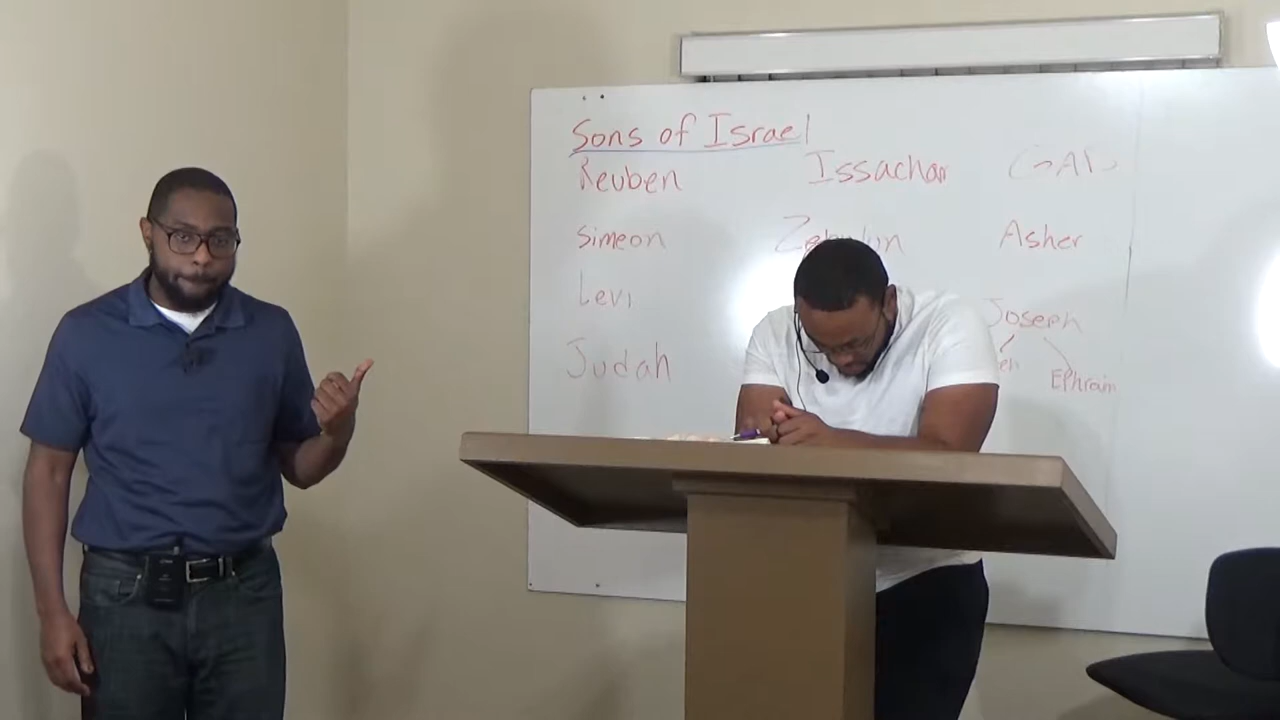 Sons of Israel
Reuben Issachar GAD
Simeon Asher
Levi
Joseph
Judah Ephraim